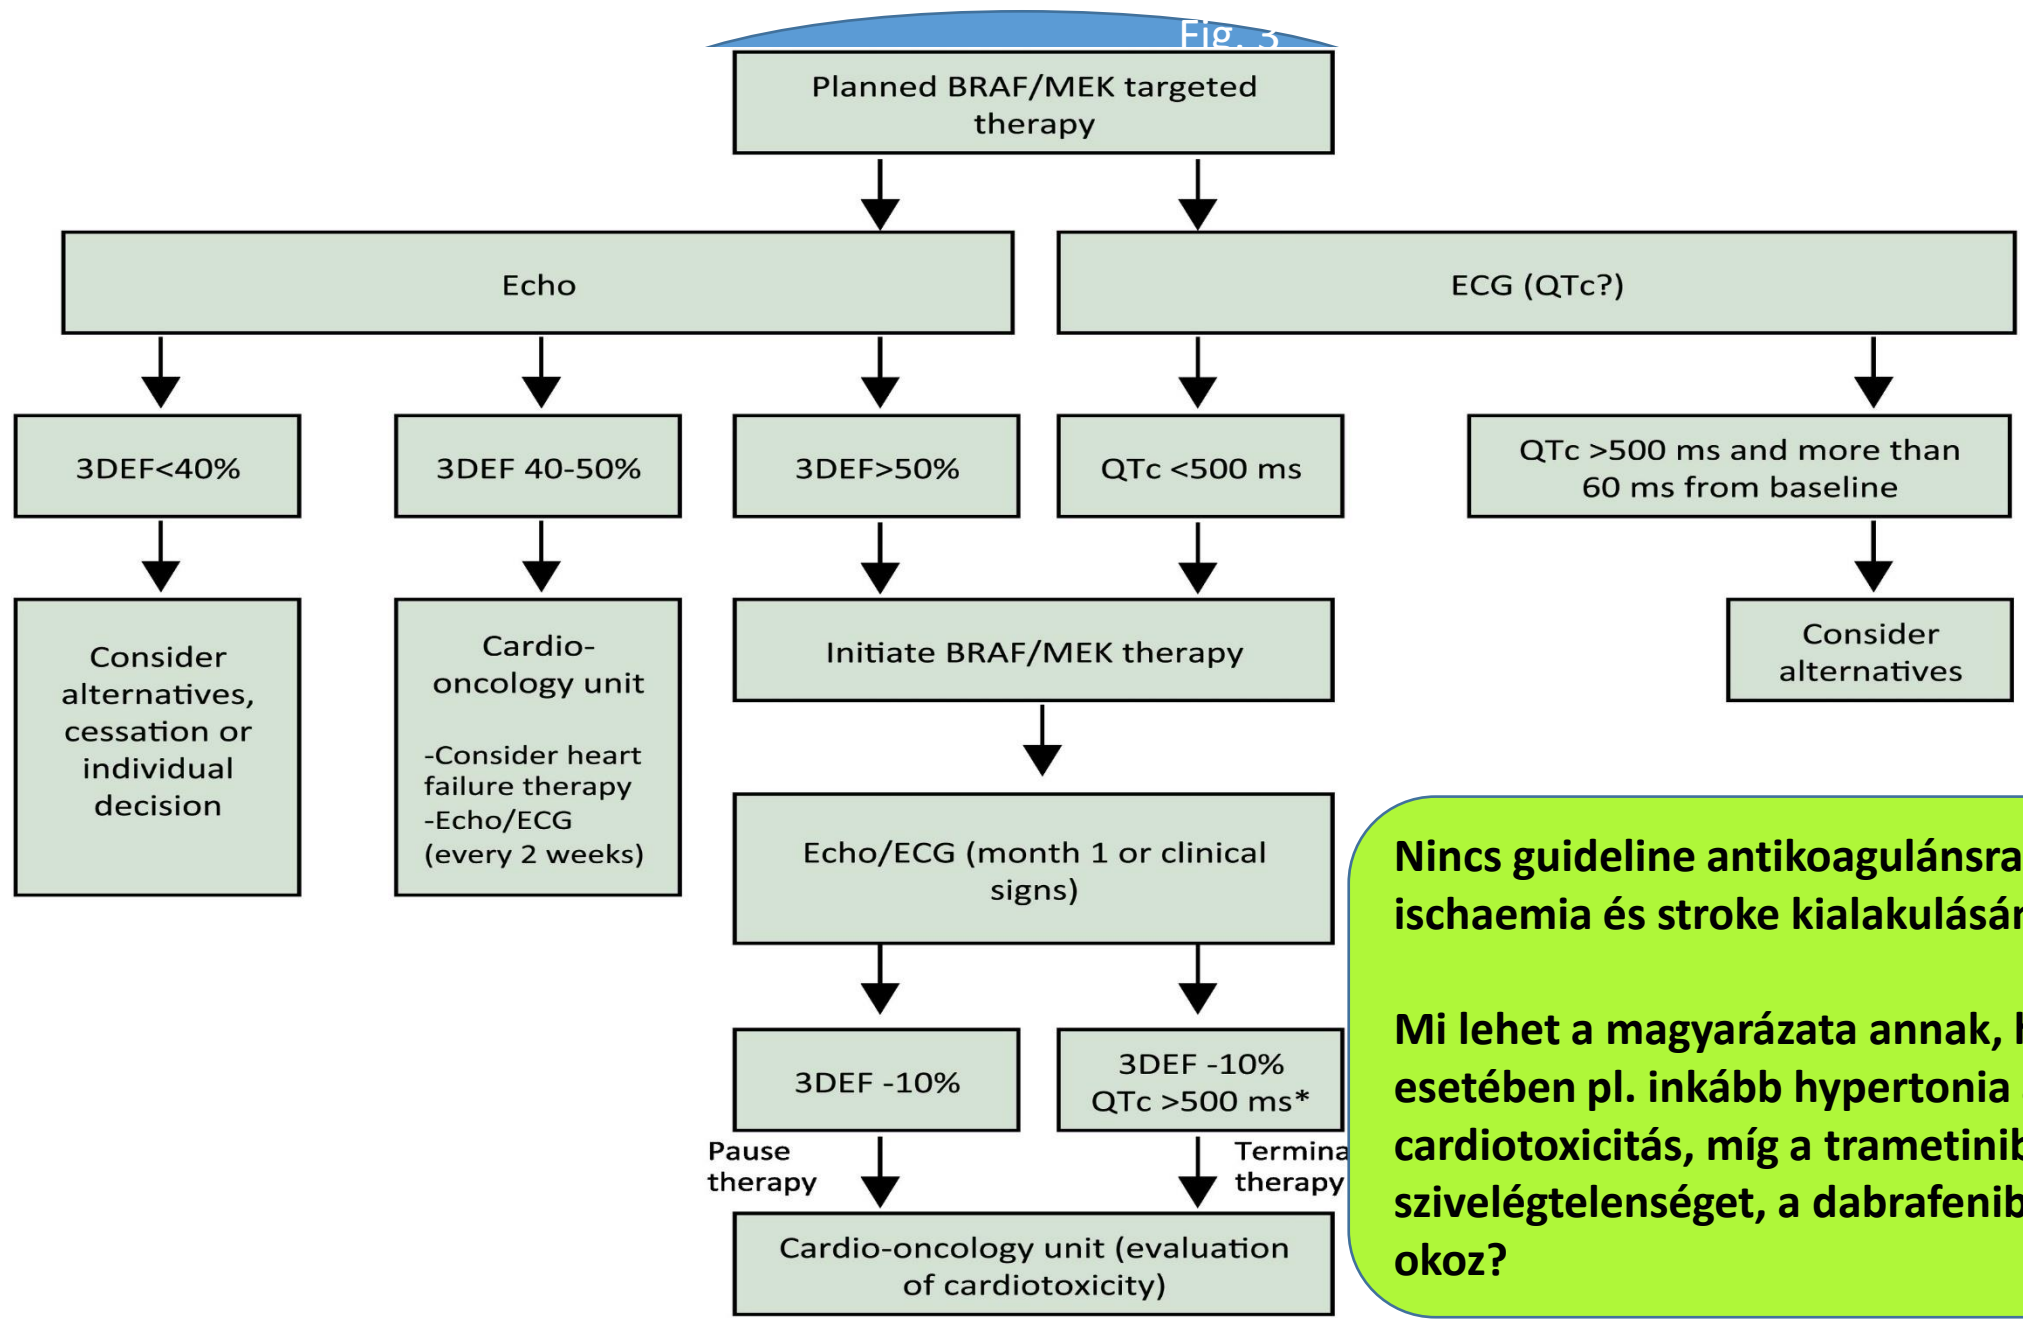 Fig. 3
Planned BRAF/MEK targeted
therapy
Echo
ECG (QTc?)
3DEF<40%
3DEF 40-50%
3DEF>50%
QTc <500 ms
QTc >500 ms and more than
60 ms from baseline
Consider
alternatives,
cessation or
individual
decision
Cardio-
oncology unit
-Consider heart
failure therapy
-Echo/ECG
(every 2 weeks)
Initiate BRAF/MEK therapy
Consider
alternatives
Echo/ECG (month 1 or clinical
signs)
3DEF -10%
3DEF -10%
QTc >500 ms*
Pause
therapy
therapy
Cardio-oncology unit (evaluation
of cardiotoxicity)
Nincs guideline antikoagulánsra
ischaemia és stroke
Mi lehet a magyarázata annak,
esetében pl. inkább hypertonia
cardiotoxicitás, míg a trametinib
szivelégtelenséget, a dabrafenib
okoz?